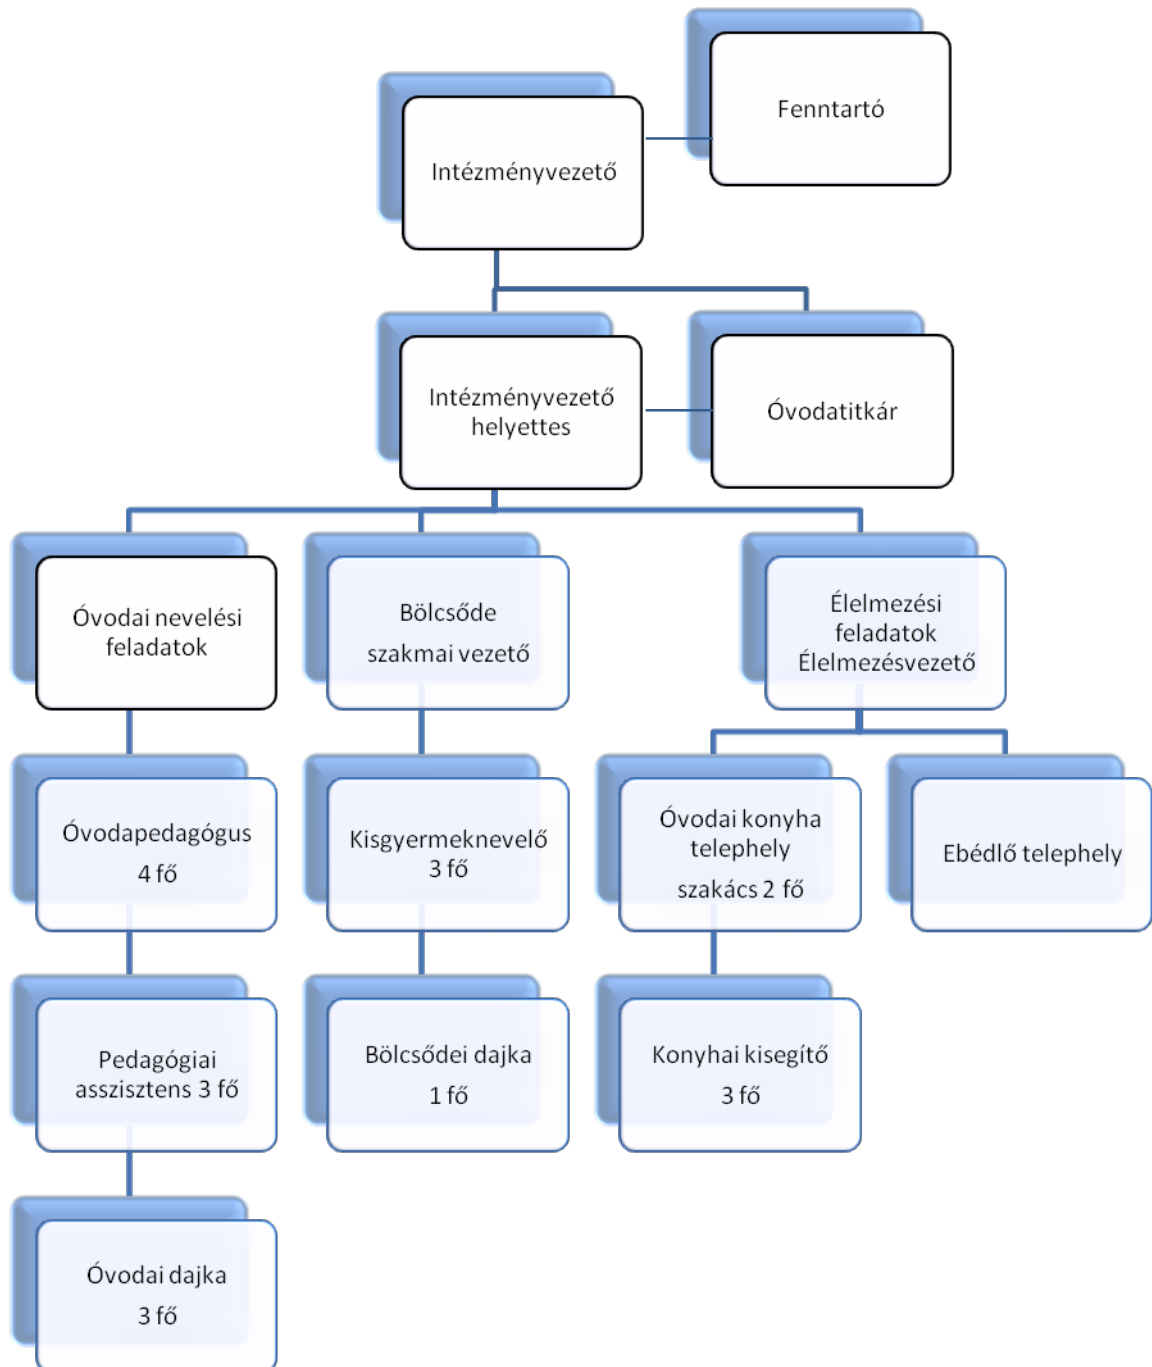 Fenntartó
Intézményvezető
Intézményvezető
helyettes
Óvodatitkár
Óvodai nevelési
feladatok
Bölcsőde
szakmai vezető
Élelmezési
feladatok
Élelmezésvezető
Óvodapedagógus
4 fő
Kisgyermeknevelő
3 fő
Óvodai konyha
telephely
szakács 2 fő
Ebédlő telephely
Pedagógiai
asszisztens 3 fő
Bölcsődei dajka
1 fő
Konyhai kisegítő
3 fő
Óvodai dajka
3 fő